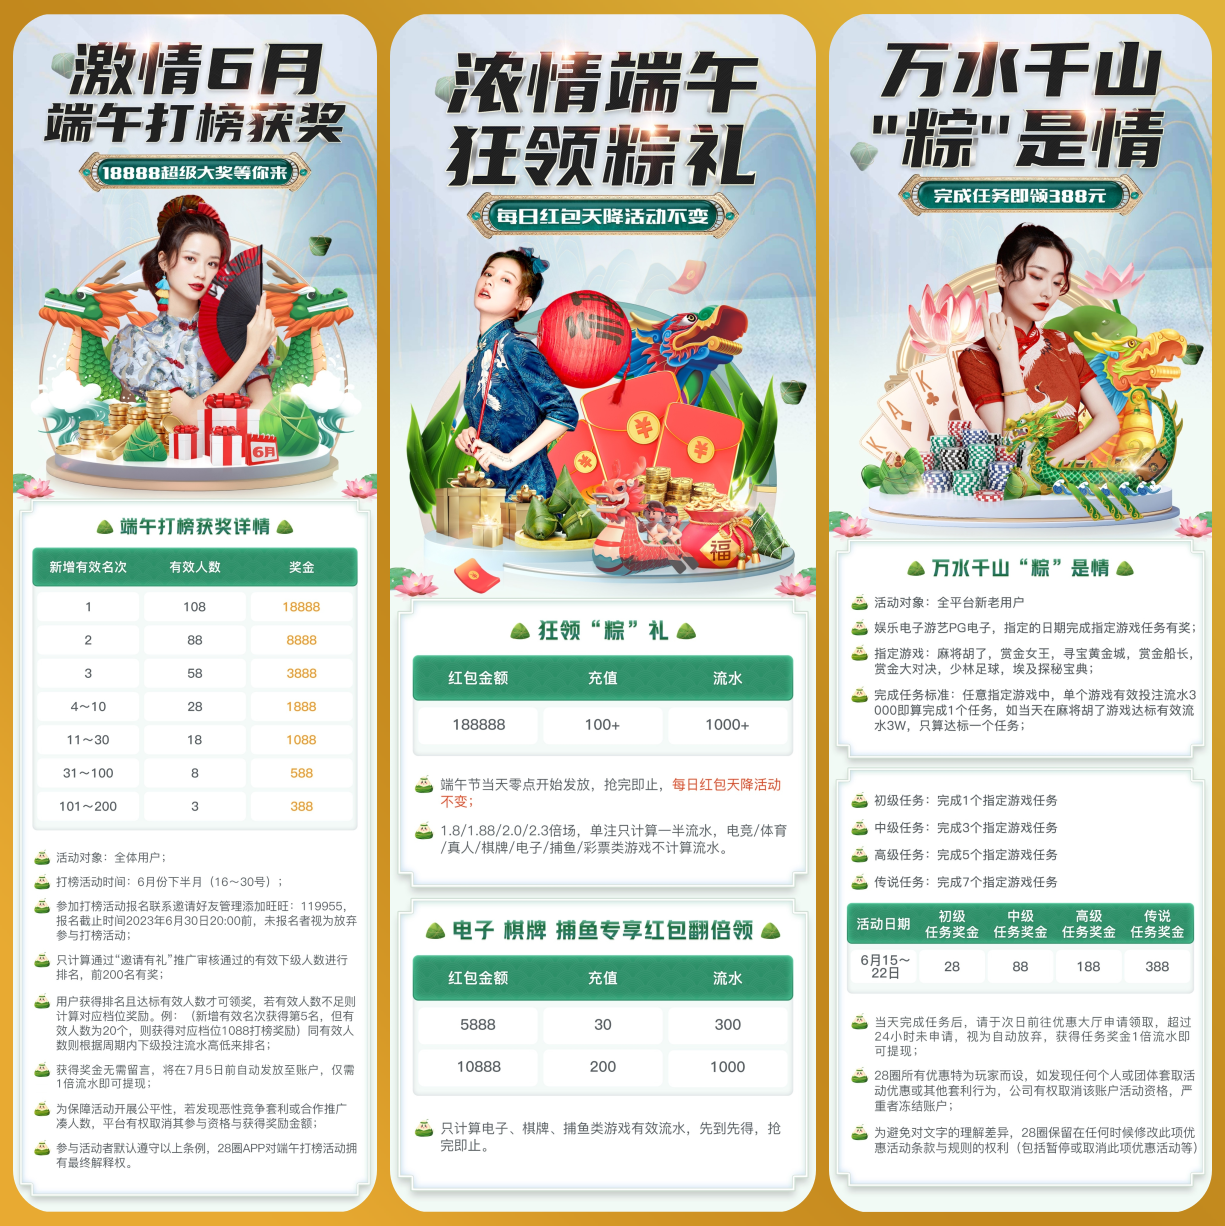 激情6月
端午打榜获奖
18888超级大奖等你来
6月
端午打榜获奖详情
新增有效名次 有效人数 奖金
1 108 18888
2 88 8888
3 58 3888
4～10 28 1888
11～30 18 1088
31～100 8 588
101～200 3 388
活动对象：全体用户；
打榜活动时间：6月份下半月（16～30号）；
参加打榜活动报名联系邀请好友管理添加旺旺：119955，
报名截止时间2023年6月30日20:00前，未报名者视为放弃
参与打榜活动；
只计算通过“邀请有礼”推广审核通过的有效下级人数进行
排名，前200名有奖；
用户获得排名且达标有效人数才可领奖，若有效人数不足则
计算对应档位奖励。例：（新增有效名次获得第5名，但有
效人数为20个，则获得对应档位1088打榜奖励）同有效人
数则根据周期内下级投注流水高低来排名；
获得奖金无需留言，将在7月5日前自动发放至账户，仅需
1倍流水即可提现；
为保障活动开展公平性，若发现恶性竞争套利或合作推广
凑人数，平台有权取消其参与资格与获得奖励金额；
参与活动者默认遵守以上条例，28圈APP对端午打榜活动拥
有最终解释权。
浓情端午
狂领粽礼
每日红包天降活动不变
福
狂领“粽”礼
红包金额 充值 流水
188888 100+ 1000+
端午节当天零点开始发放，抢完即止，每日红包天降活动
不变；
1.8/1.88/2.0/2.3倍场，单注只计算一半流水，电竞/体育
/真人/棋牌/电子/捕鱼/彩票类游戏不计算流水。
电子 棋牌 捕鱼专享红包翻倍领
红包金额 充值 流水
5888 30 300
10888 200 1000
只计算电子、棋牌、捕鱼类游戏有效流水，先到先得，抢
完即止。
万水千山
"粽"是情
完成任务即领388元
K
A
K
万水千山“粽”是情
活动对象：全平台新老用户
娱乐电子游艺PG电子，指定的日期完成指定游戏任务有奖；
指定游戏：麻将胡了，赏金女王，寻宝黄金城，赏金船长，
赏金大对决，少林足球，埃及探秘宝典；
完成任务标准：任意指定游戏中，单个游戏有效投注流水3
000即算完成1个任务，如当天在麻将胡了游戏达标有效流
水3W，只算达标一个任务；
初级任务：完成1个指定游戏任务
中级任务：完成3个指定游戏任务
高级任务：完成5个指定游戏任务
传说任务：完成7个指定游戏任务
活动日期 初级 中级 高级 传说
任务奖金 任务奖金 任务奖金 任务奖金
6月15～
22日 28 88 188 388
当天完成任务后，请于次日前往优惠大厅申请领取，超过
24小时未申请，视为自动放弃，获得任务奖金1倍流水即
可提现；
28圈所有优惠特为玩家而设，如发现任何个人或团体套取活
动优惠或其他套利行为，公司有权取消该账户活动资格，严
重者冻结账户；
为避免对文字的理解差异，28圈保留在任何时候修改此项优
惠活动条款与规则的权利（包括暂停或取消此项优惠活动等）